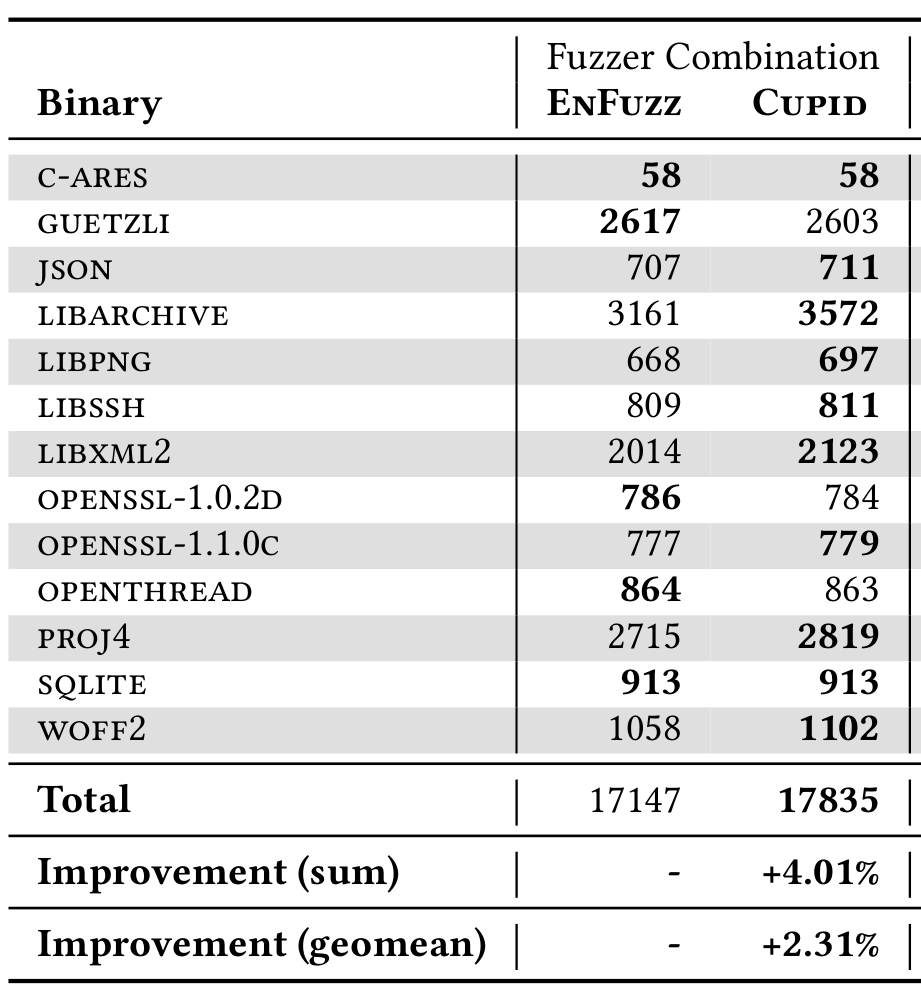 Fuzzer Combination
Binary EnFuzz Cupid
c-ares 58 58
guetzli 2617 2603
json 707 711
libarchive 3161 3572
libpng 668 697
libssh 809 811
libxml2 2014 2123
openssl-1.0.2d 786 784
openssl-1.1.0c 777 779
openthread 864 863
proj4 2715 2819
sqlite 913 913
woff2 1058 1102
Total 17147 17835
Improvement (sum) - +4.01%
Improvement (geomean) - +2.31%